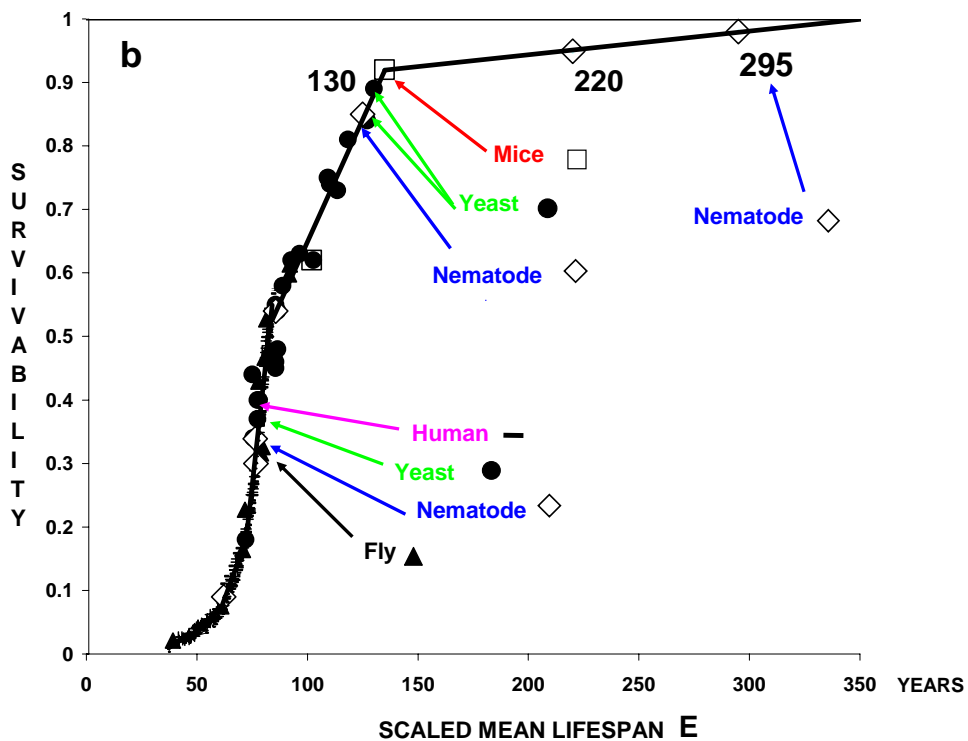 b
1
0.9
0.8
0.7
0.6
0.5
0.4
0.3
0.2
0.1
0
SURVIVABILITY
130
220
295
Mice
Yeast
Nematode
Nematode
Human
Yeast
Nematode
Fly
0 50 100 150 200 250 300 350 YEARS
SCALED MEAN LIFESPAN E